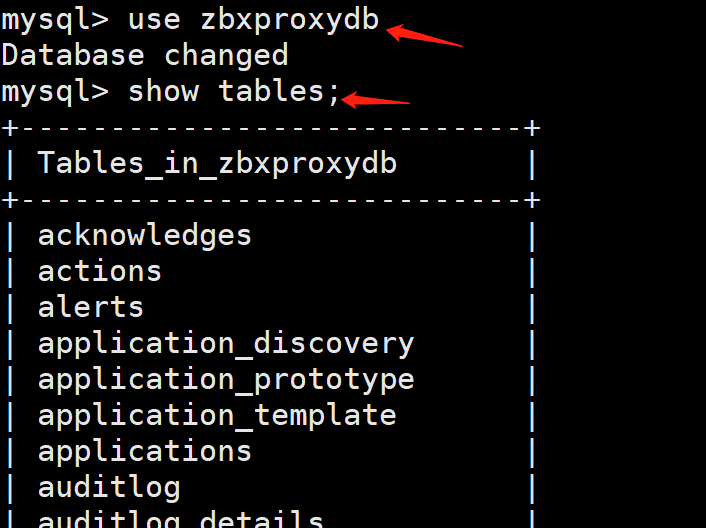 mysql> use zbxproxydb
Database changed
mysql> show tables;
+----------------------------+
| Tables_in_zbxproxydb       |
+----------------------------+
| acknowledges               |
| actions                    |
| alerts                     |
| application_discovery      |
| application_prototype      |
| application_template       |
| applications               |
| auditlog                   |
| auditlog_details           |